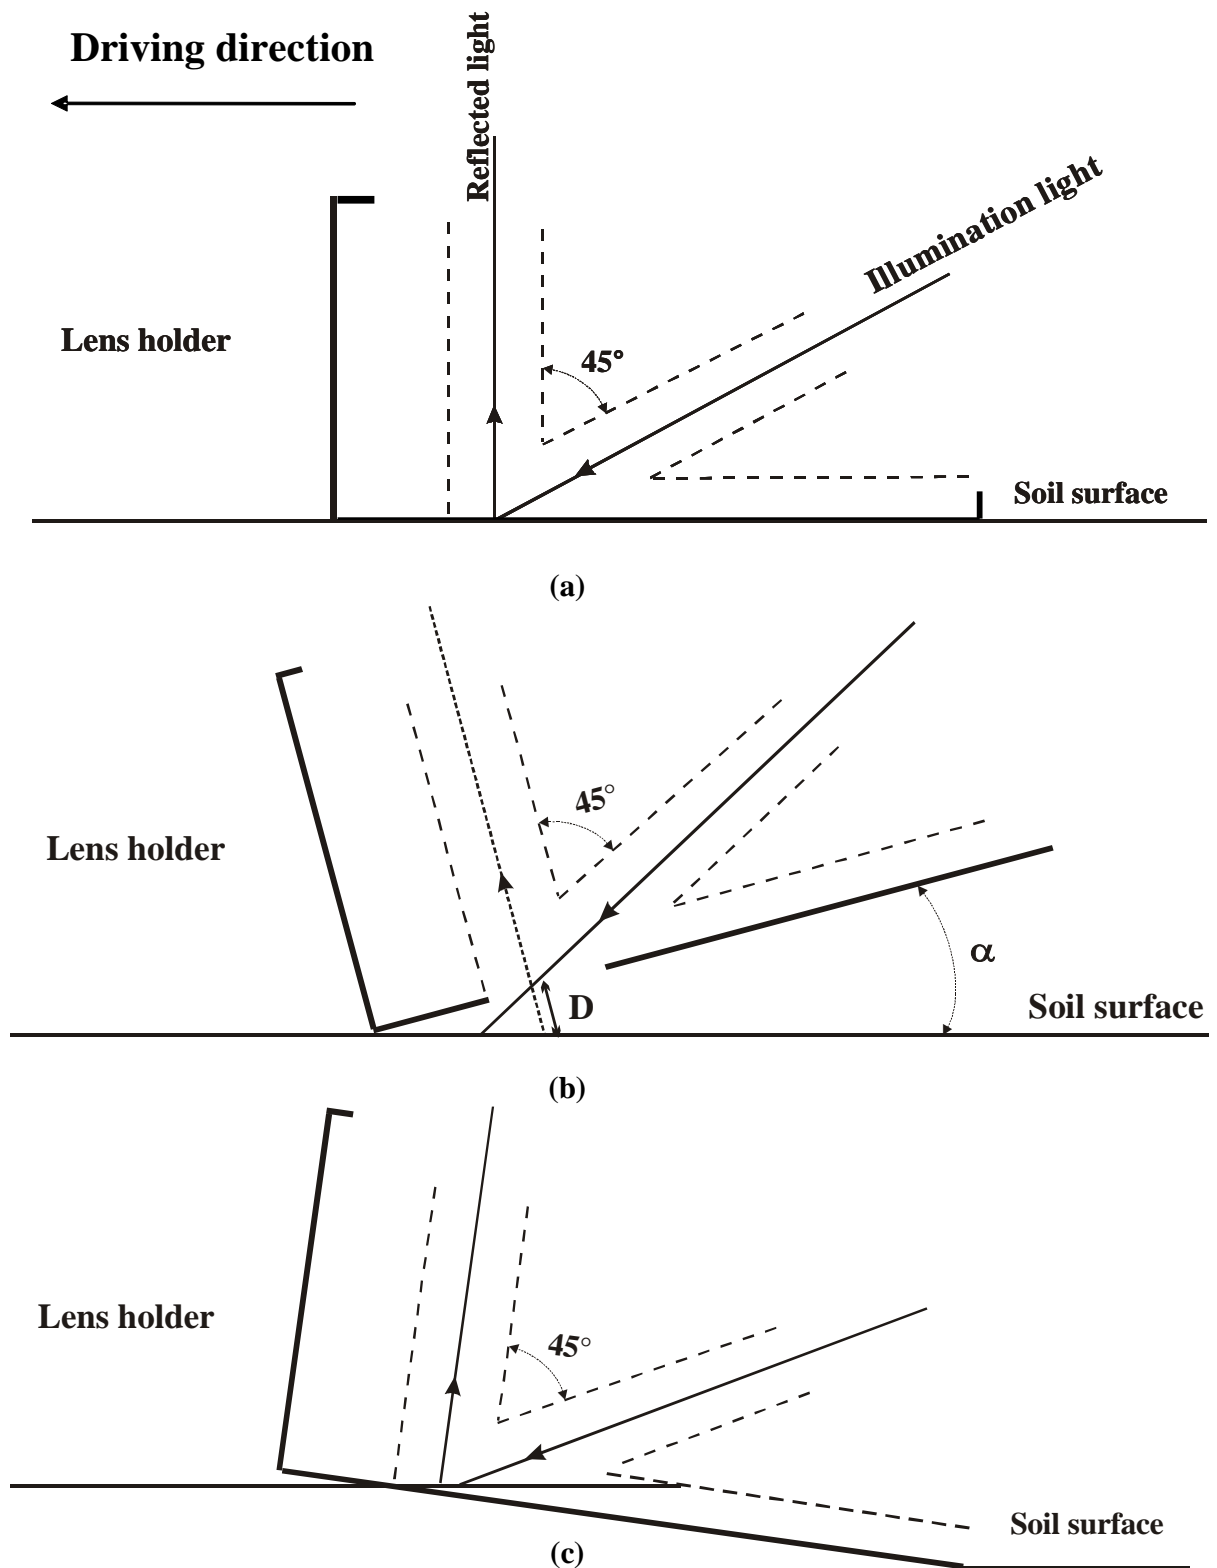 Driving direction
Reflected light
Illumination light
Lens holder
45°
Soil surface
(a)
45°
Lens holder
α
D
Soil surface
(b)
Lens holder
45°
Soil surface
(c)